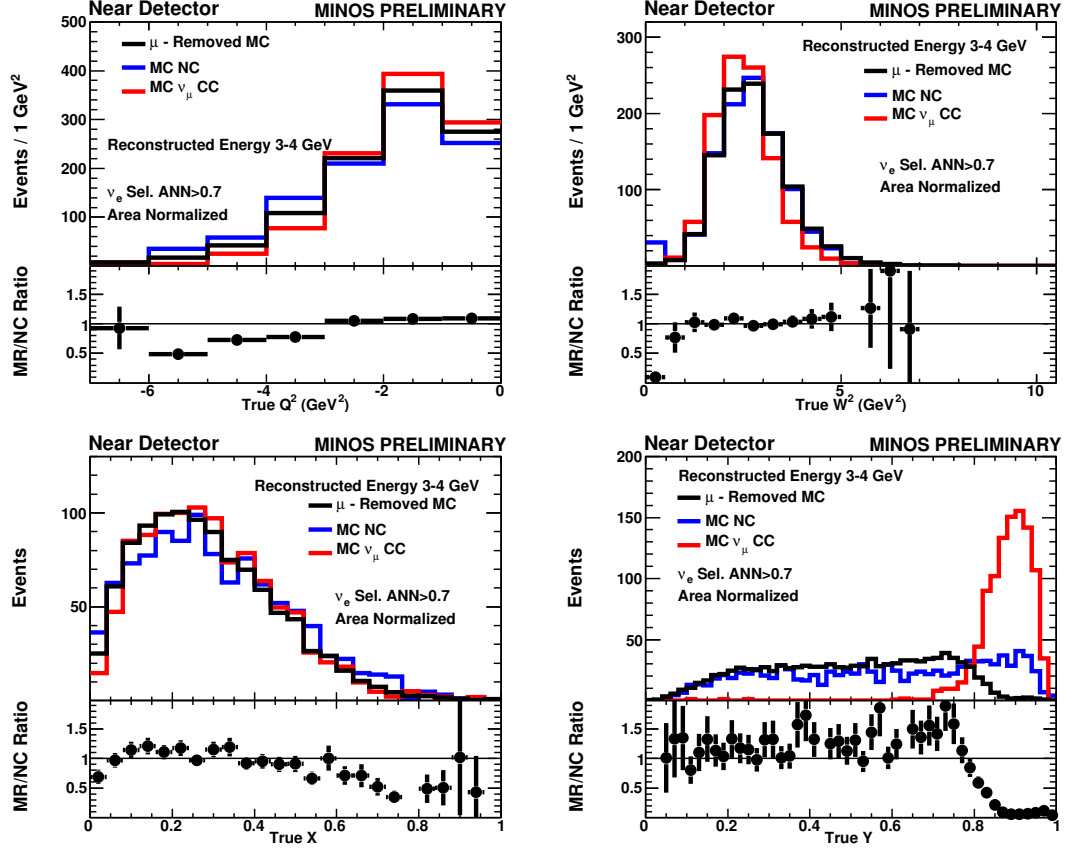 Near Detector MINOS PRELIMINARY
Events / 1 GeV²
500
400
300
200
100
μ - Removed MC
MC NC
MC νμ CC
Reconstructed Energy 3-4 GeV
νe Sel. ANN>0.7
Area Normalized
MR/NC Ratio
1.5
1
0.5
-6 -4 -2 0
True Q² (GeV²)
Near Detector MINOS PRELIMINARY
Events / 1 GeV²
300
200
100
Reconstructed Energy 3-4 GeV
μ - Removed MC
MC NC
MC νμ CC
νe Sel. ANN>0.7
Area Normalized
MR/NC Ratio
1.5
1
0.5
0 5 10
True W² (GeV²)
Near Detector MINOS PRELIMINARY
Events
100
50
Reconstructed Energy 3-4 GeV
μ - Removed MC
MC NC
MC νμ CC
νe Sel. ANN>0.7
Area Normalized
MR/NC Ratio
1.5
1
0.5
0 0.2 0.4 0.6 0.8 1
True X
Near Detector MINOS PRELIMINARY
Events
200
150
100
50
Reconstructed Energy 3-4 GeV
μ - Removed MC
MC NC
MC νμ CC
νe Sel. ANN>0.7
Area Normalized
MR/NC Ratio
1.5
1
0.5
0 0.2 0.4 0.6 0.8 1
True Y